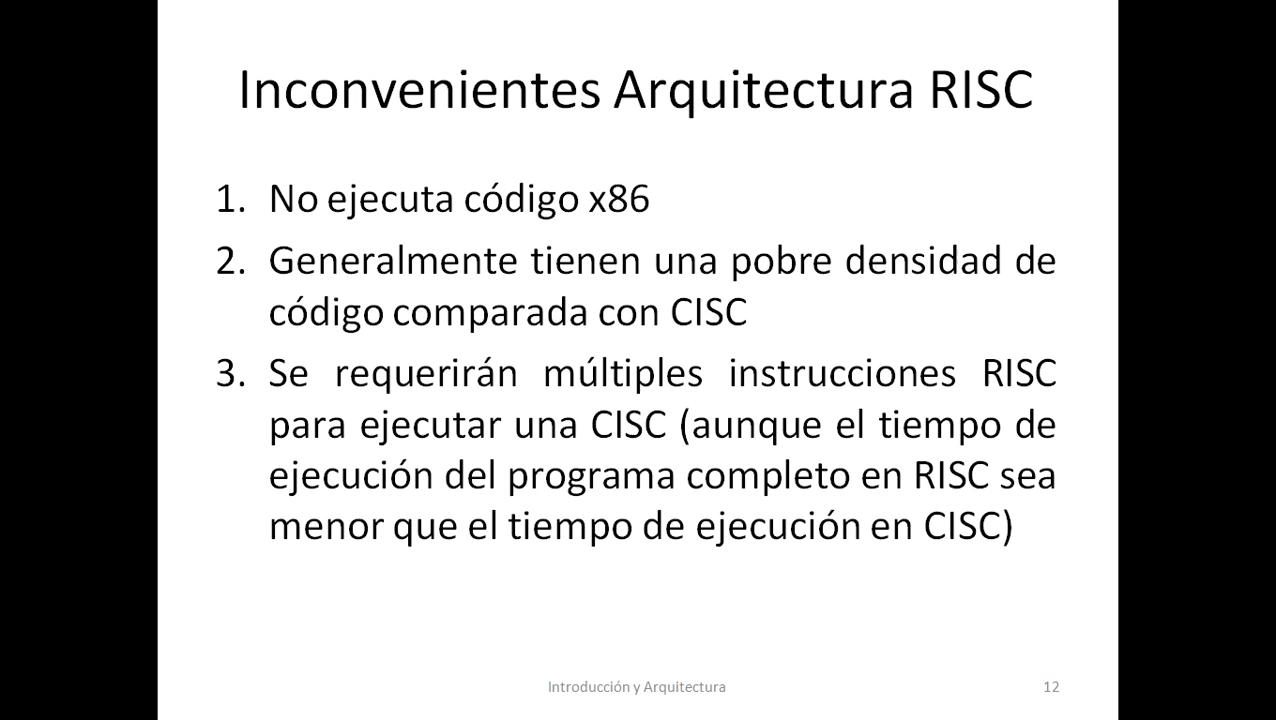 Inconvenientes Arquitectura RISC
1. No ejecuta código x86
2. Generalmente tienen una pobre densidad de
código comparada con CISC
3. Se requerirán múltiples instrucciones RISC
para ejecutar una CISC (aunque el tiempo de
ejecución del programa completo en RISC sea
menor que el tiempo de ejecución en CISC)
Introducción y Arquitectura
12